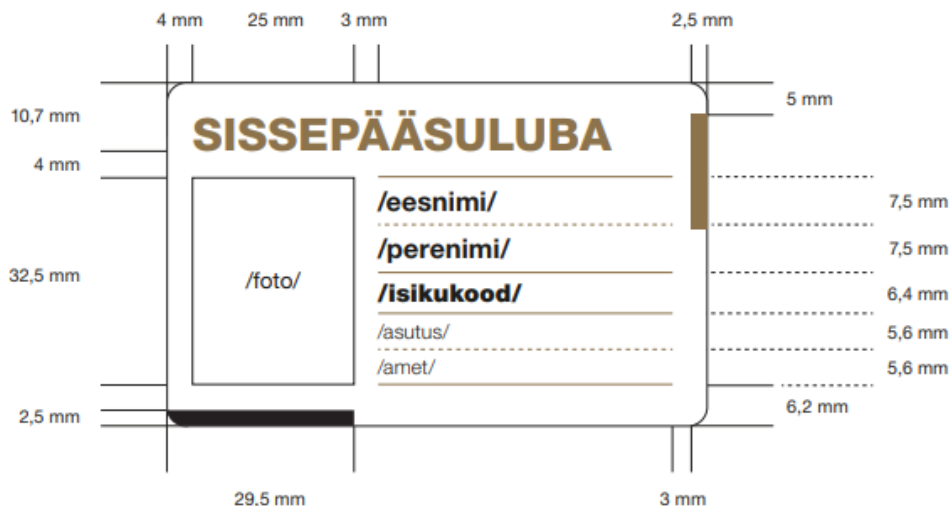 4 mm 25 mm 3 mm 2,5 mm
5 mm
10,7 mm
SISSEPÄÄSULUBA
4 mm
/eesnimi/ 7,5 mm
/perenimi/ 7,5 mm
32,5 mm /foto/ /isikukood/ 6,4 mm
/asutus/ 5,6 mm
/amet/ 5,6 mm
6,2 mm
2,5 mm
29,5 mm 3 mm